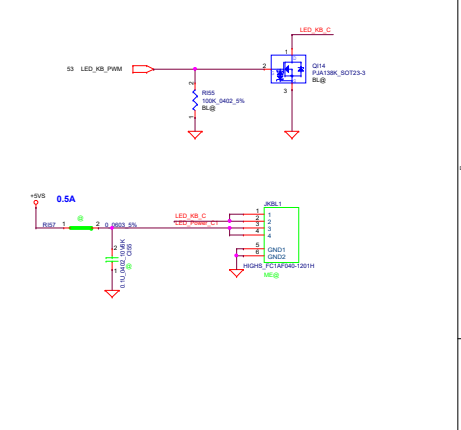 LED_KB_C
1
53 LED_KB_PWM
2
QI14
PJA138K_SOT23-3
BL@
3
2
RI55
100K_0402_5%
BL@
1
+5VS
0.5A
@
RI57 1 2 0_0603_5%
2
1
0.1U_0402_10V6K
CI55
@
JKBL1
LED_KB_C
LED_Power_CT
1 1
2 2
3 3
4 4
5 GND1
6 GND2
HIGHS_FC1AF040-1201H
ME@